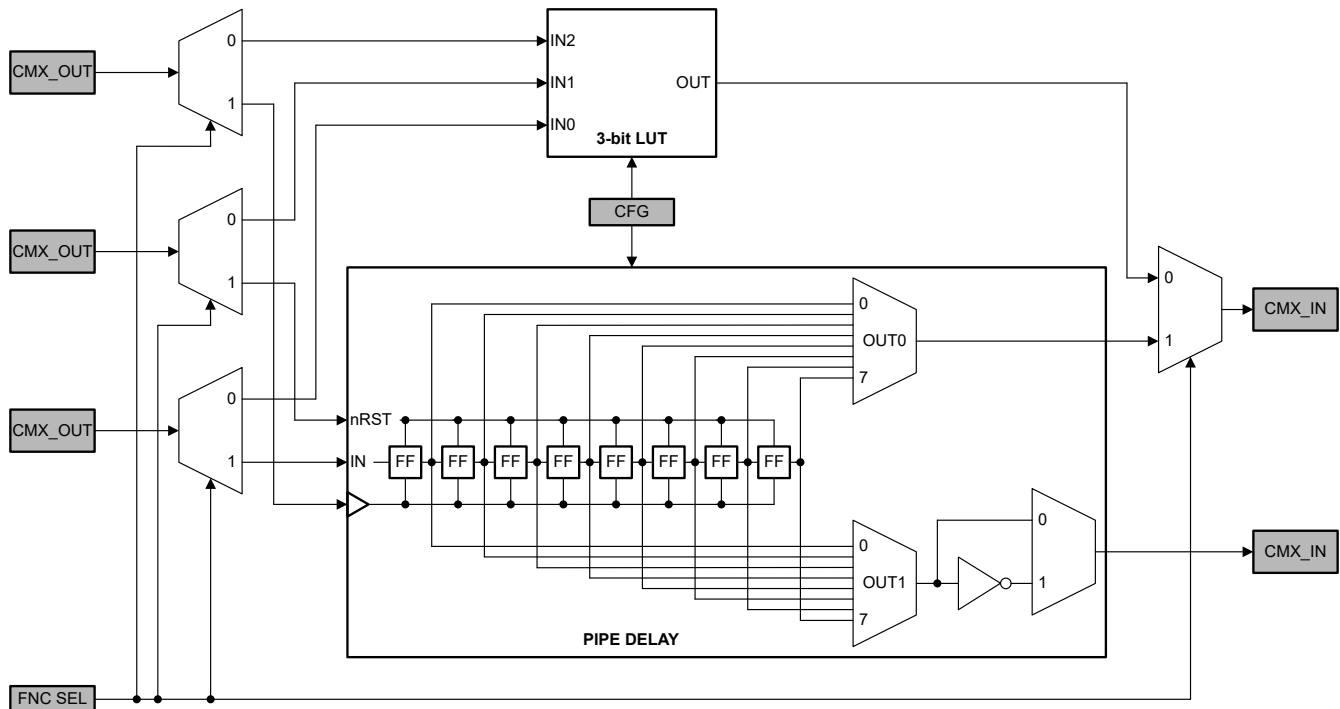 CMX_OUT
0
1
IN2
IN1
IN0
OUT
3-bit LUT
CMX_OUT
0
1
CFG
0
1
CMX_IN
CMX_OUT
0
1
0
OUT0
7
nRST
IN
FF FF FF FF FF FF FF FF
0
OUT1
7
0
1
CMX_IN
PIPE DELAY
FNC SEL